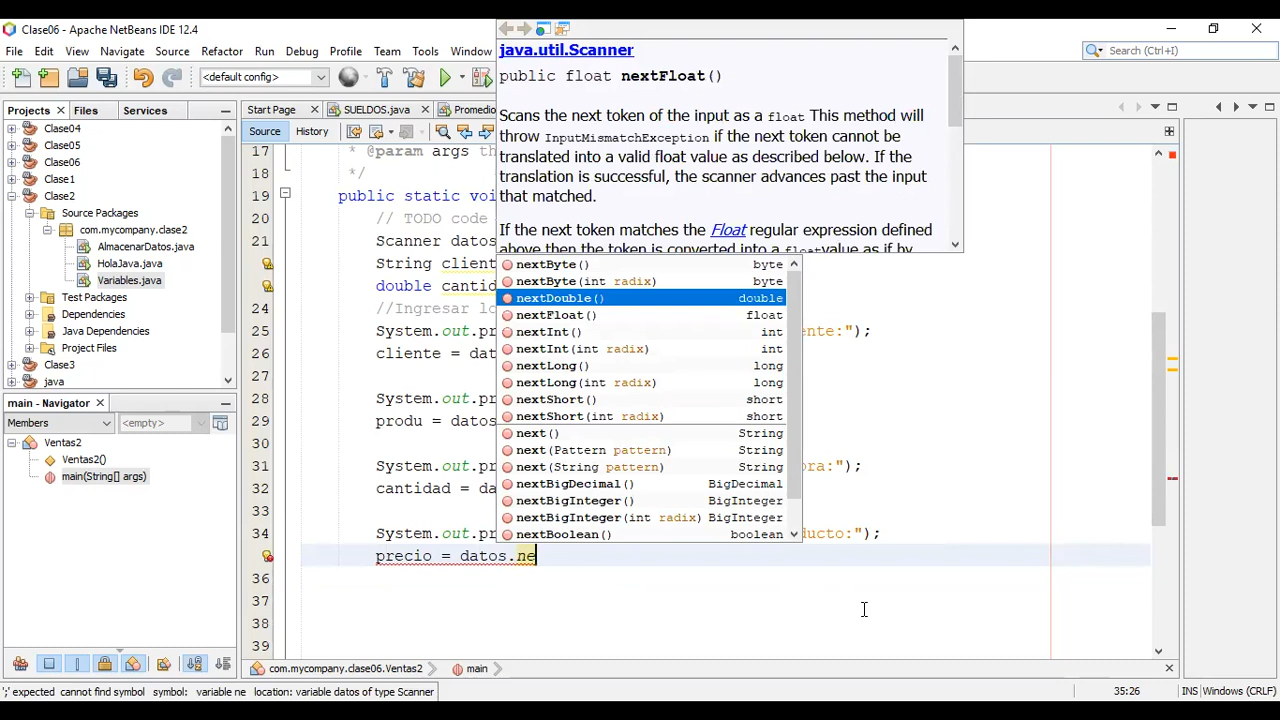 Clase06 - Apache NetBeans IDE 12.4
File Edit View Navigate Source Refactor Run Debug Profile Team Tools Window
Search (Ctrl+I)
<default config>
Projects Files Services
Start Page SUELDOS.java Promedio
Source History
Clase04
Clase05
Clase06
Clase1
Clase2
Source Packages
com.mycompany.clase2
AlmacenarDatos.java
HolaJava.java
Variables.java
Test Packages
Dependencies
Java Dependencies
Project Files
Clase3
java
main - Navigator
Members <empty>
Ventas2
Ventas2()
main(String[] args)
java.util.Scanner
public float nextFloat()
Scans the next token of the input as a float This method will
throw InputMismatchException if the next token cannot be
translated into a valid float value as described below. If the
translation is successful, the scanner advances past the input
that matched.
If the next token matches the Float regular expression defined
above then the token is converted into a float value as if by
17 * @param args th
18 */
19 public static voi
20 // TODO code
21 Scanner datos
String client
double cantid
24 //Ingresar lo
25 System.out.pr ente:");
26 cliente = dat
27
28 System.out.pr
29 produ = datos
30
31 System.out.pr ora:");
32 cantidad = da
33
34 System.out.pr ducto:");
precio = datos.ne
36
37
38
39
nextByte() byte
nextByte(int radix) byte
nextDouble() double
nextFloat() float
nextInt() int
nextInt(int radix) int
nextLong() long
nextLong(int radix) long
nextShort() short
nextShort(int radix) short
next() String
next(Pattern pattern) String
next(String pattern) String
nextBigDecimal() BigDecimal
nextBigInteger() BigInteger
nextBigInteger(int radix) BigInteger
nextBoolean() boolean
com.mycompany.clase06.Ventas2 main
';' expected cannot find symbol symbol: variable ne location: variable datos of type Scanner
35:26 INS Windows (CRLF)